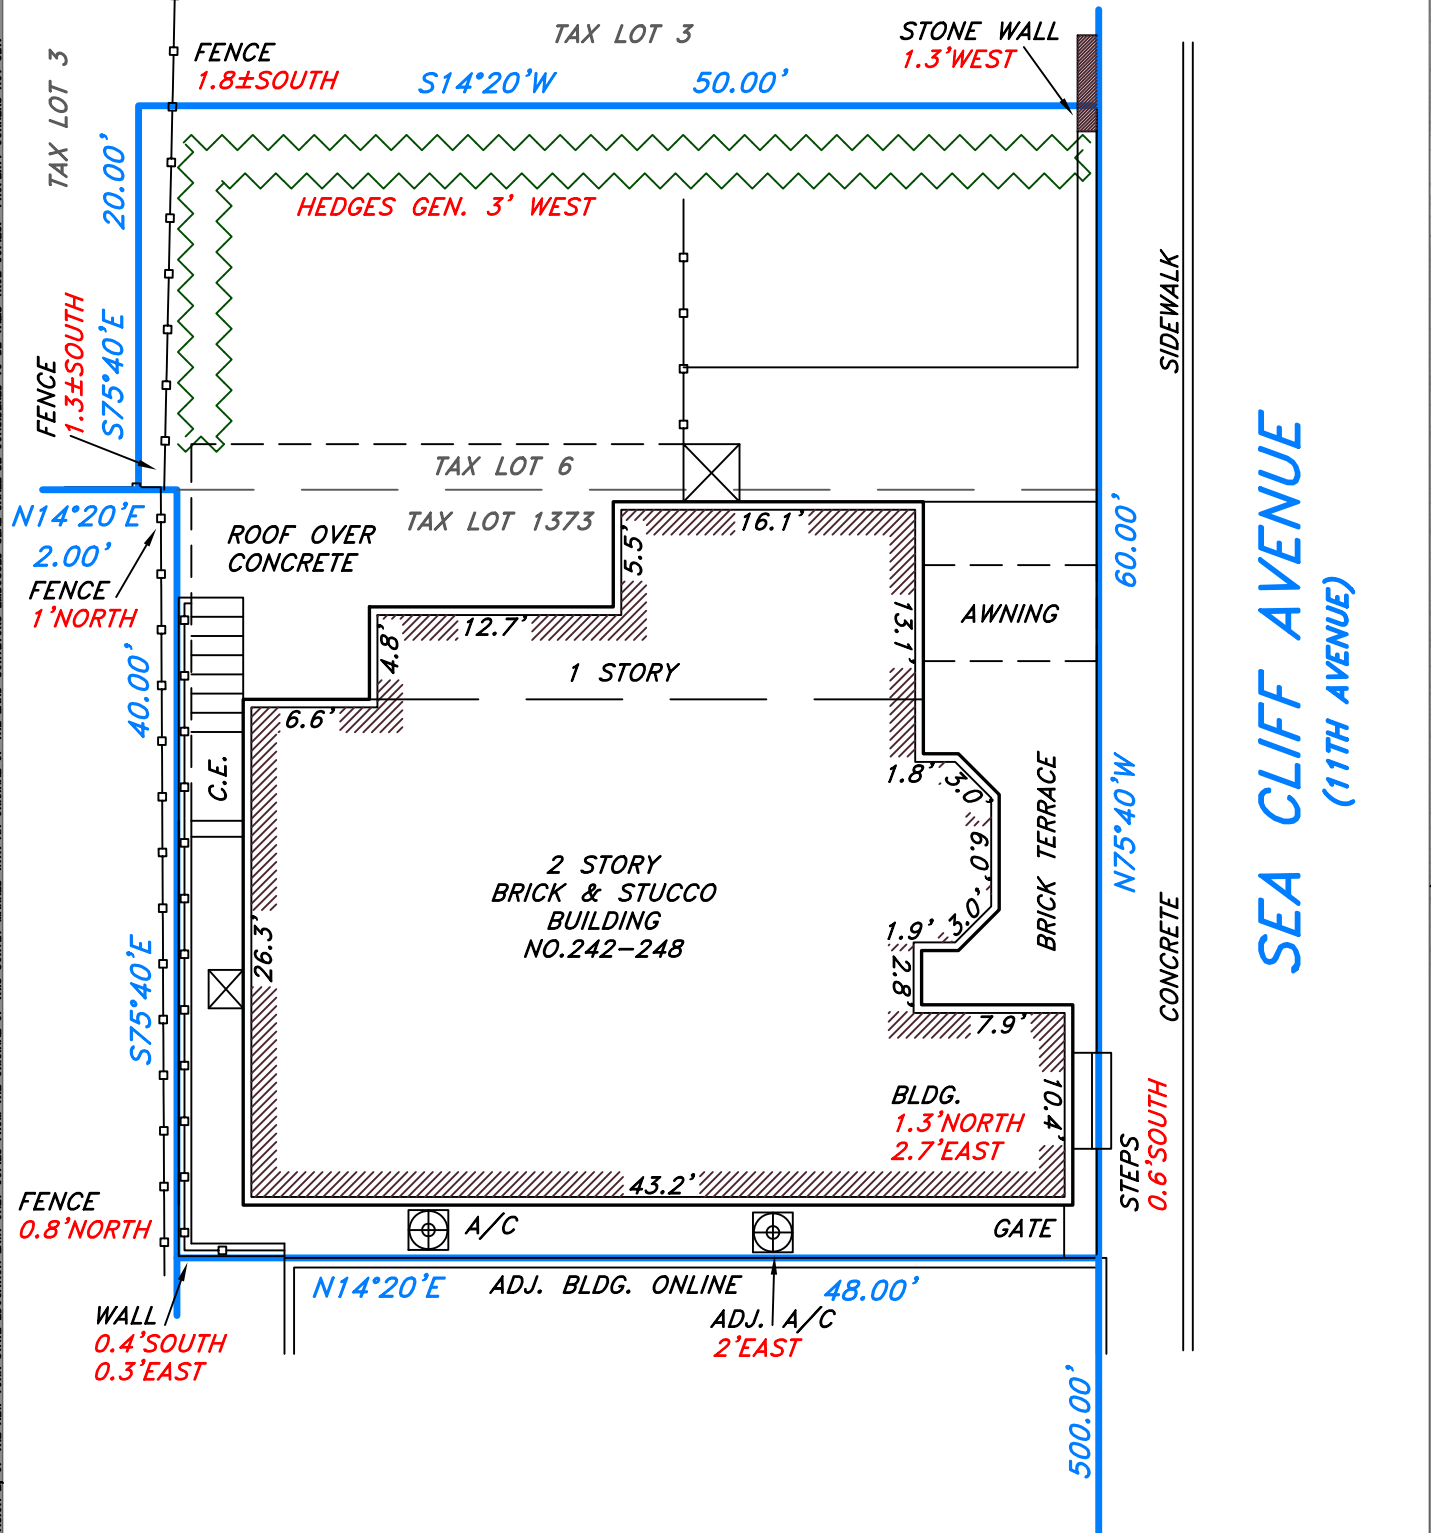 TAX LOT 3
STONE WALL
1.3'WEST
FENCE
1.8±SOUTH
S14°20'W
50.00'
TAX LOT 3
20.00'
HEDGES GEN. 3' WEST
SIDEWALK
S75°40'E
FENCE
1.3±SOUTH
TAX LOT 6
N14°20'E
2.00'
TAX LOT 1373
ROOF OVER
CONCRETE
16.1'
5.5'
60.00'
FENCE
1'NORTH
12.7'
4.8'
13.1'
AWNING
SEA CLIFF AVENUE
(11TH AVENUE)
1 STORY
40.00'
6.6'
C.E.
1.8'
3.0'
6.0'
3.0'
1.9'
2.8'
BRICK TERRACE
N75°40'W
2 STORY
BRICK & STUCCO
BUILDING
NO.242-248
26.3'
S75°40'E
CONCRETE
7.9'
BLDG.
1.3'NORTH
2.7'EAST
10.4'
STEPS
0.6'SOUTH
43.2'
FENCE
0.8'NORTH
A/C
GATE
N14°20'E
ADJ. BLDG. ONLINE
48.00'
WALL
0.4'SOUTH
0.3'EAST
ADJ. A/C
2'EAST
500.00'